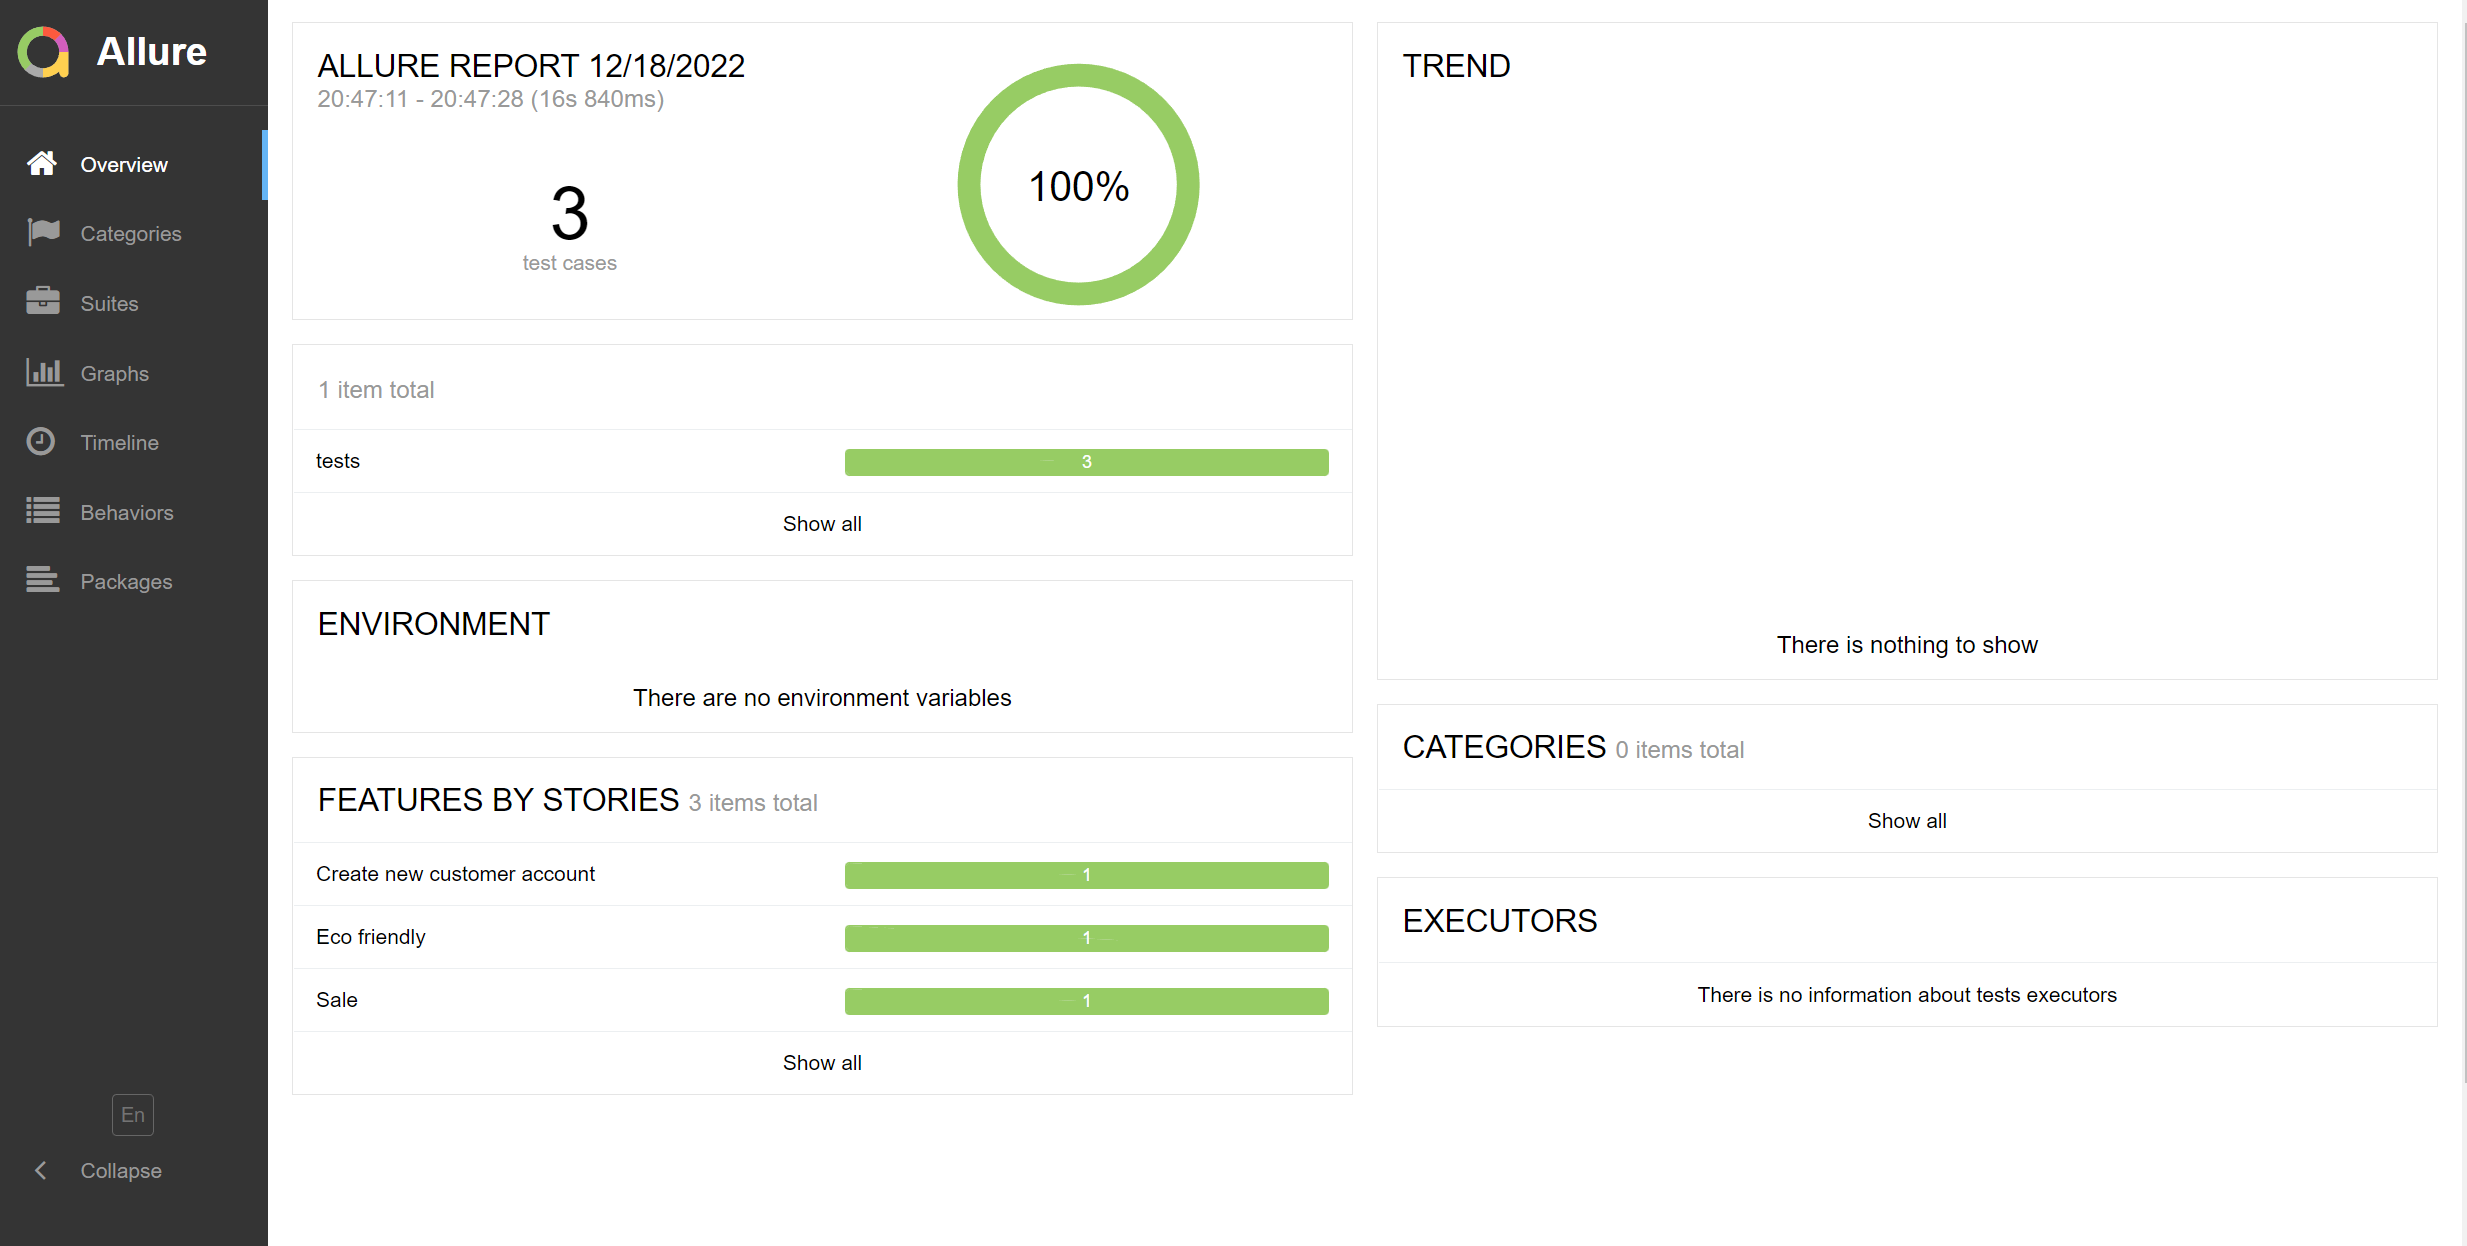 Allure
Overview
Categories
Suites
Graphs
Timeline
Behaviors
Packages
En
Collapse
ALLURE REPORT 12/18/2022
20:47:11 - 20:47:28 (16s 840ms)
3
test cases
100%
1 item total
tests 3
Show all
ENVIRONMENT
There are no environment variables
FEATURES BY STORIES 3 items total
Create new customer account 1
Eco friendly 1
Sale 1
Show all
TREND
There is nothing to show
CATEGORIES 0 items total
Show all
EXECUTORS
There is no information about tests executors